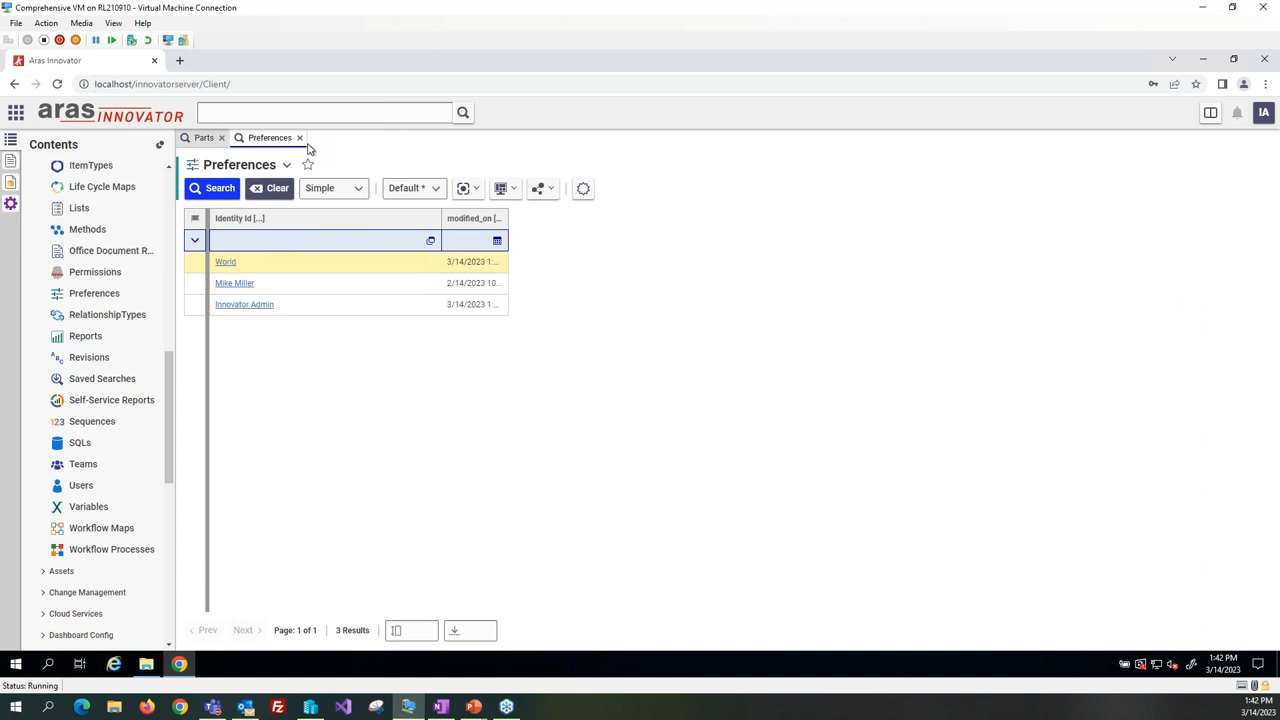 Comprehensive VM on RL210910 - Virtual Machine Connection
File Action Media View Help
Aras Innovator
localhost/innovatorserver/Client/
aras INNOVATOR
IA
Contents
Parts
Preferences
ItemTypes
Life Cycle Maps
Lists
Methods
Office Document R...
Permissions
Preferences
RelationshipTypes
Reports
Revisions
Saved Searches
Self-Service Reports
123 Sequences
SQLs
Teams
Users
Variables
Workflow Maps
Workflow Processes
Assets
Change Management
Cloud Services
Dashboard Config
Preferences
Search Clear Simple Default *
Identity Id [...] modified_on [...
World 3/14/2023 1:...
Mike Miller 2/14/2023 10...
Innovator Admin 3/14/2023 1:...
Prev Next Page: 1 of 1 3 Results
1:42 PM
3/14/2023
Status: Running
1:42 PM
3/14/2023